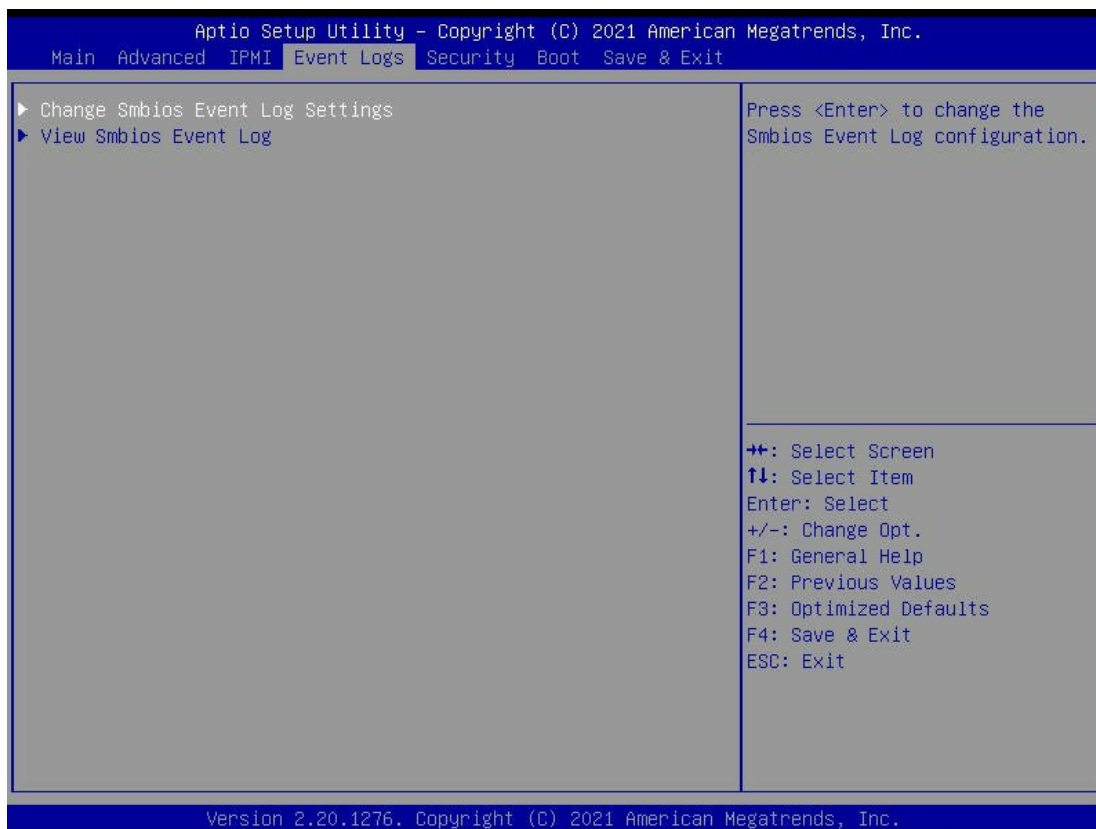 Aptio Setup Utility – Copyright (C) 2021 American Megatrends, Inc.
Main Advanced IPMI Event Logs Security Boot Save & Exit
▶ Change Smbios Event Log Settings
▶ View Smbios Event Log
Press <Enter> to change the
Smbios Event Log configuration.
→←: Select Screen
↑↓: Select Item
Enter: Select
+/-: Change Opt.
F1: General Help
F2: Previous Values
F3: Optimized Defaults
F4: Save & Exit
ESC: Exit
Version 2.20.1276. Copyright (C) 2021 American Megatrends, Inc.